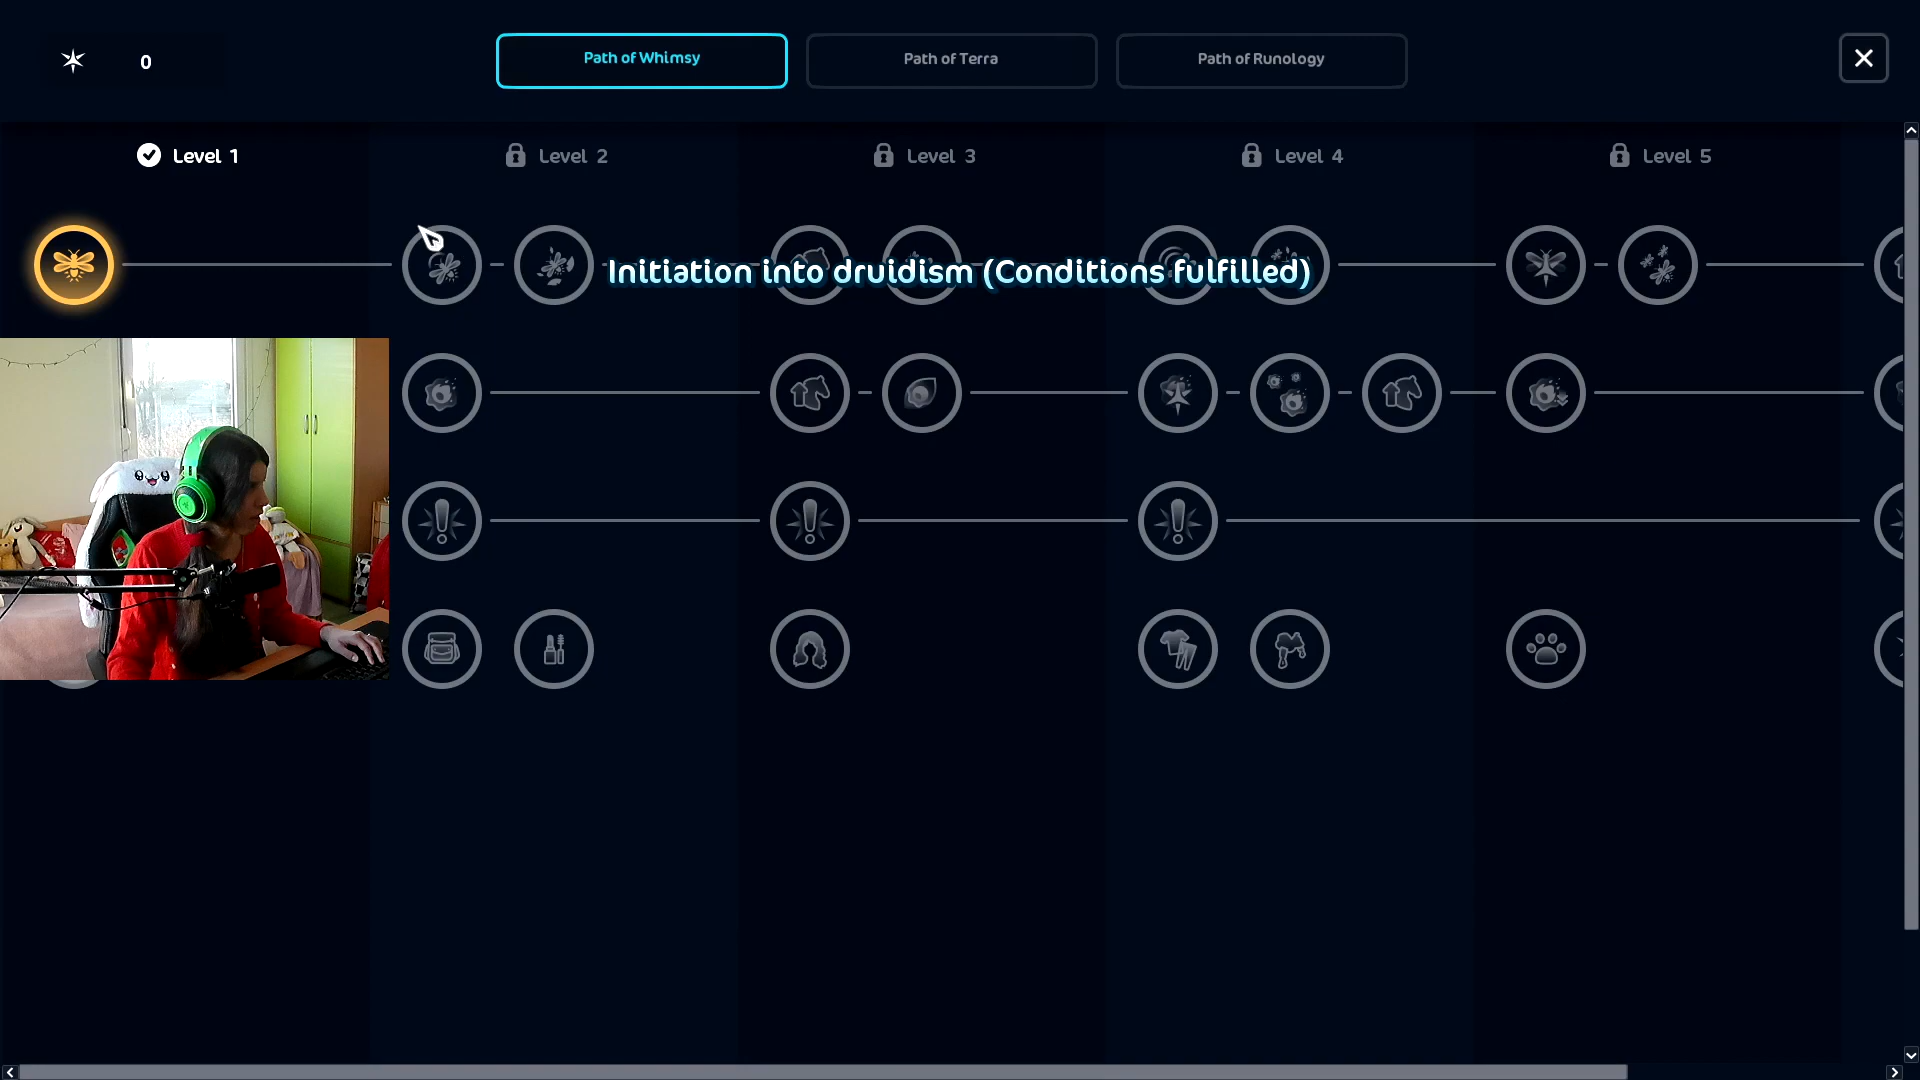 0
Path of Whimsy
Path of Terra
Path of Runology
Level 1
Level 2
Level 3
Level 4
Level 5
Initiation into druidism (Conditions fulfilled)